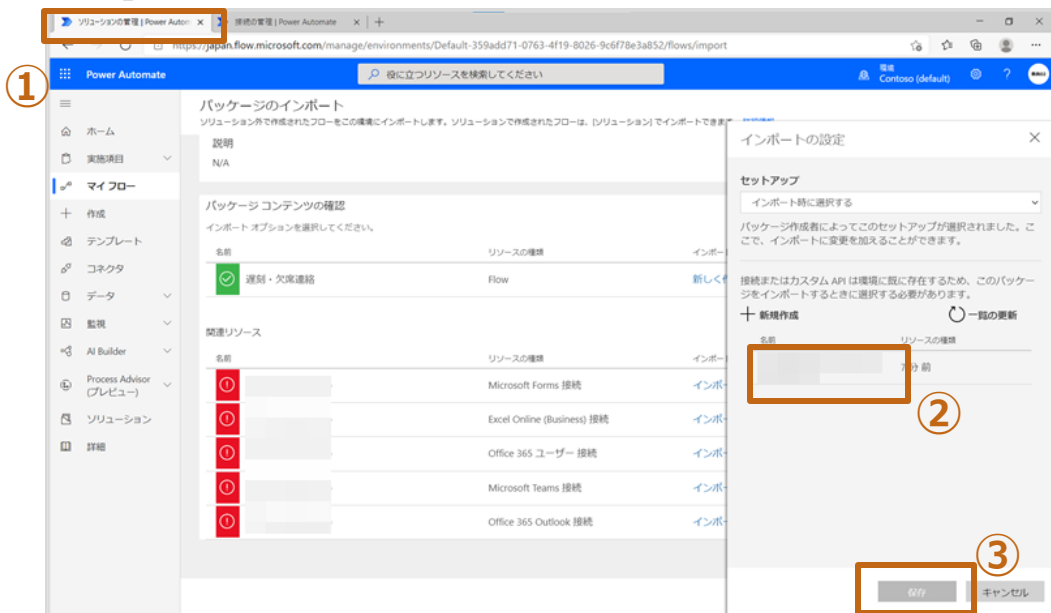 ソリューションの管理 | Power Autom
接続の管理 | Power Automate
https://japan.flow.microsoft.com/manage/environments/Default-359add71-0763-4f19-8026-9c6f78e3a852/flows/import
①
Power Automate
役に立つリソースを検索してください
環境
Contoso (default)
ホーム
実施項目
マイ フロー
作成
テンプレート
コネクタ
データ
監視
AI Builder
Process Advisor
(プレビュー)
ソリューション
詳細
パッケージのインポート
ソリューション外で作成されたフローをこの環境にインポートします。ソリューションで作成されたフローは、[ソリューション] でインポートできます。
説明
N/A
パッケージ コンテンツの確認
インポート オプションを選択してください。
名前 リソースの種類 インポー
遅刻・欠席連絡 Flow 新しく作
関連リソース
名前 リソースの種類 インポー
Microsoft Forms 接続 インポー
Excel Online (Business) 接続 インポー
Office 365 ユーザー 接続 インポー
Microsoft Teams 接続 インポー
Office 365 Outlook 接続 インポー
インポートの設定
セットアップ
インポート時に選択する
パッケージ作成者によってこのセットアップが選択されました。こ
こで、インポートに変更を加えることができます。
接続またはカスタム API は環境に既に存在するため、このパッケー
ジをインポートするときに選択する必要があります。
新規作成 一覧の更新
名前 リソースの種類
分 前
②
③
保存 キャンセル